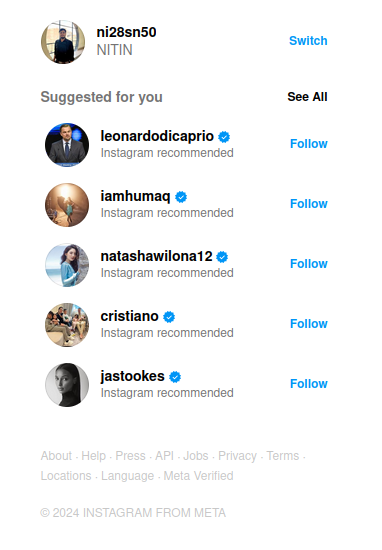 ni28sn50
NITIN
Switch
Suggested for you
See All
leonardodicaprio
Instagram recommended
Follow
iamhumaq
Instagram recommended
Follow
natashawilona12
Instagram recommended
Follow
cristiano
Instagram recommended
Follow
jastookes
Instagram recommended
Follow
About · Help · Press · API · Jobs · Privacy · Terms ·
Locations · Language · Meta Verified
© 2024 INSTAGRAM FROM META